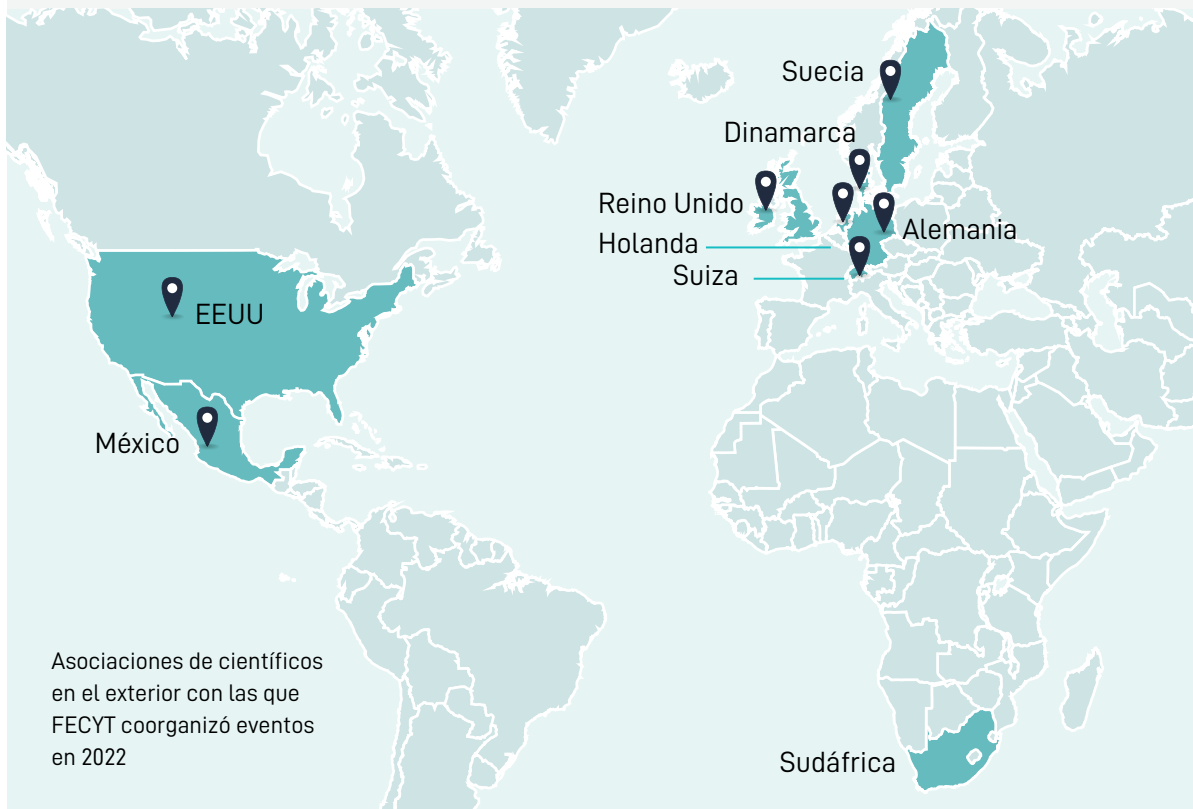 Suecia
Dinamarca
Reino Unido
Holanda
Alemania
Suiza
EEUU
México
Asociaciones de científicos
en el exterior con las que
FECYT coorganizó eventos
en 2022
Sudáfrica